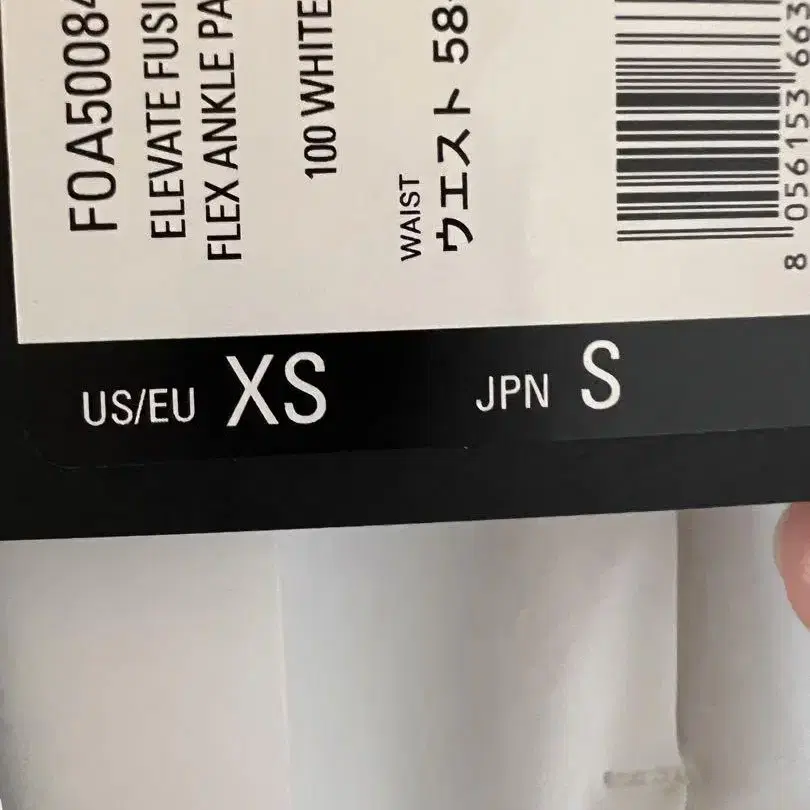 FOA50084
ELEVATE FUSI
FLEX ANKLE PA
100 WHITE
WAIST
ウエスト 58-
8 056153 663
US/EU XS
JPN S